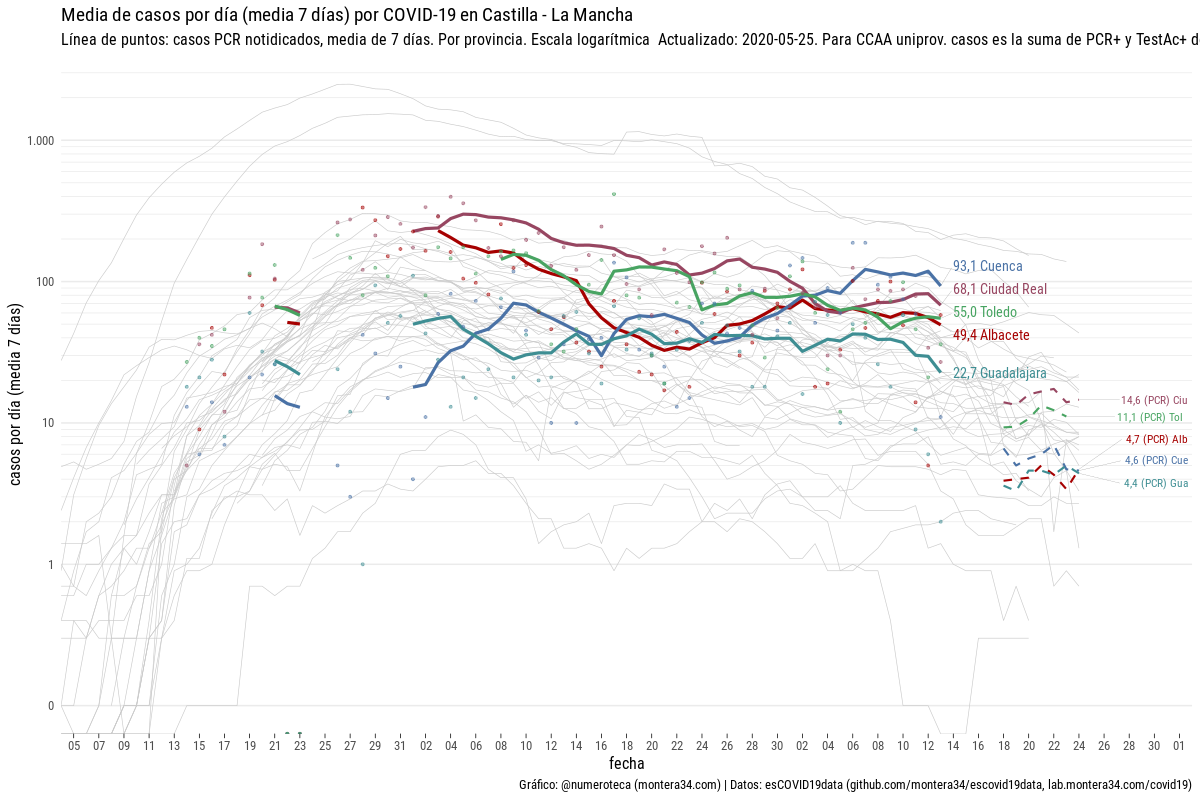 Media de casos por día (media 7 días) por COVID-19 en Castilla - La Mancha
Línea de puntos: casos PCR notidicados, media de 7 días. Por provincia. Escala logarítmica  Actualizado: 2020-05-25. Para CCAA uniprov. casos es la suma de PCR+ y TestAc+ d
casos por día (media 7 días)
1.000
100
10
1
0
93,1 Cuenca
68,1 Ciudad Real
55,0 Toledo
49,4 Albacete
22,7 Guadalajara
14,6 (PCR) Ciu
11,1 (PCR) Tol
4,7 (PCR) Alb
4,6 (PCR) Cue
4,4 (PCR) Gua
05 07 09 11 13 15 17 19 21 23 25 27 29 31 02 04 06 08 10 12 14 16 18 20 22 24 26 28 30 02 04 06 08 10 12 14 16 18 20 22 24 26 28 30 01
fecha
Gráfico: @numeroteca (montera34.com) | Datos: esCOVID19data (github.com/montera34/escovid19data, lab.montera34.com/covid19)